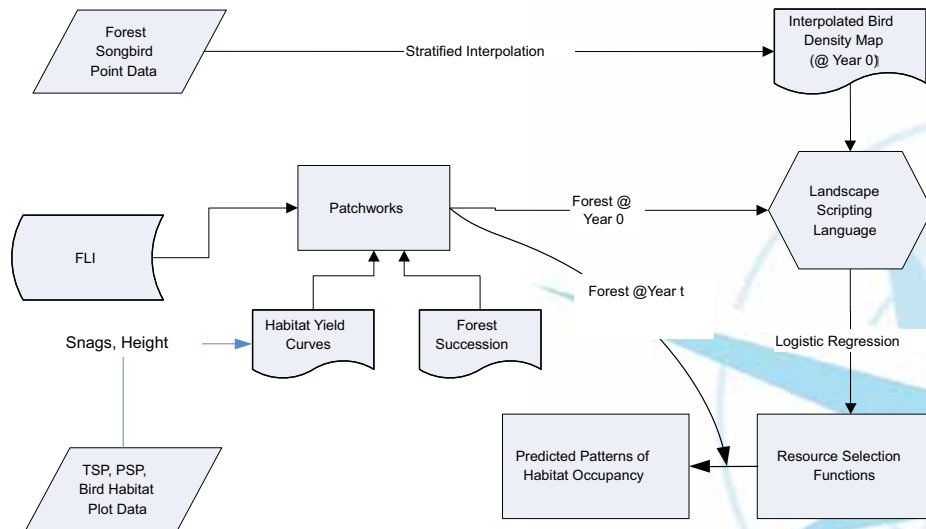 Forest
Songbird
Point Data
Stratified Interpolation
Interpolated Bird
Density Map
(@ Year 0)
Patchworks
Forest @
Year 0
Landscape
Scripting
Language
FLI
Forest @Year t
Snags, Height
Habitat Yield
Curves
Forest
Succession
Logistic Regression
TSP, PSP,
Bird Habitat
Plot Data
Predicted Patterns of
Habitat Occupancy
Resource Selection
Functions